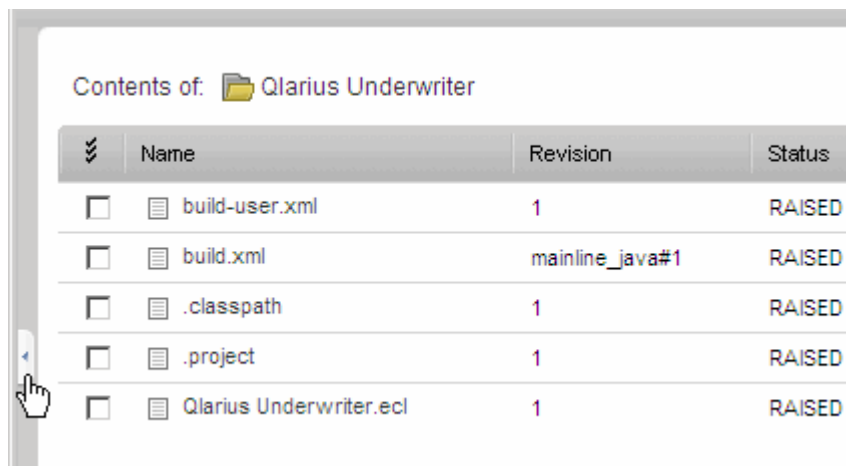 Contents of: Qlarius Underwriter
Name Revision Status
build-user.xml 1 RAISED
build.xml mainline_java#1 RAISED
.classpath 1 RAISED
.project 1 RAISED
Qlarius Underwriter.ecl 1 RAISED